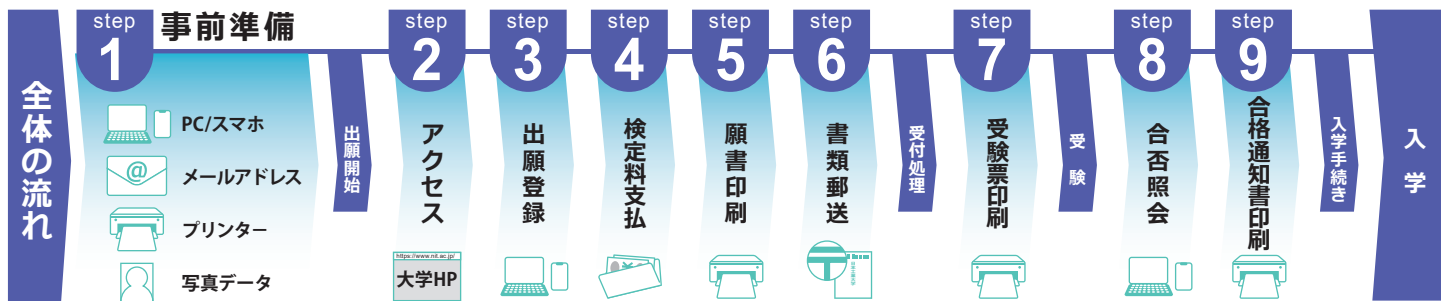 全体の流れ
step
1
事前準備
PC/スマホ
@
メールアドレス
プリンター
写真データ
出願開始
step
2
アクセス
https://www.nit.ac.jp/
大学HP
step
3
出願登録
step
4
検定料支払
step
5
願書印刷
step
6
書類郵送
受付処理
step
7
受験票印刷
受験
step
8
合否照会
step
9
合格通知書印刷
入学手続き
入学